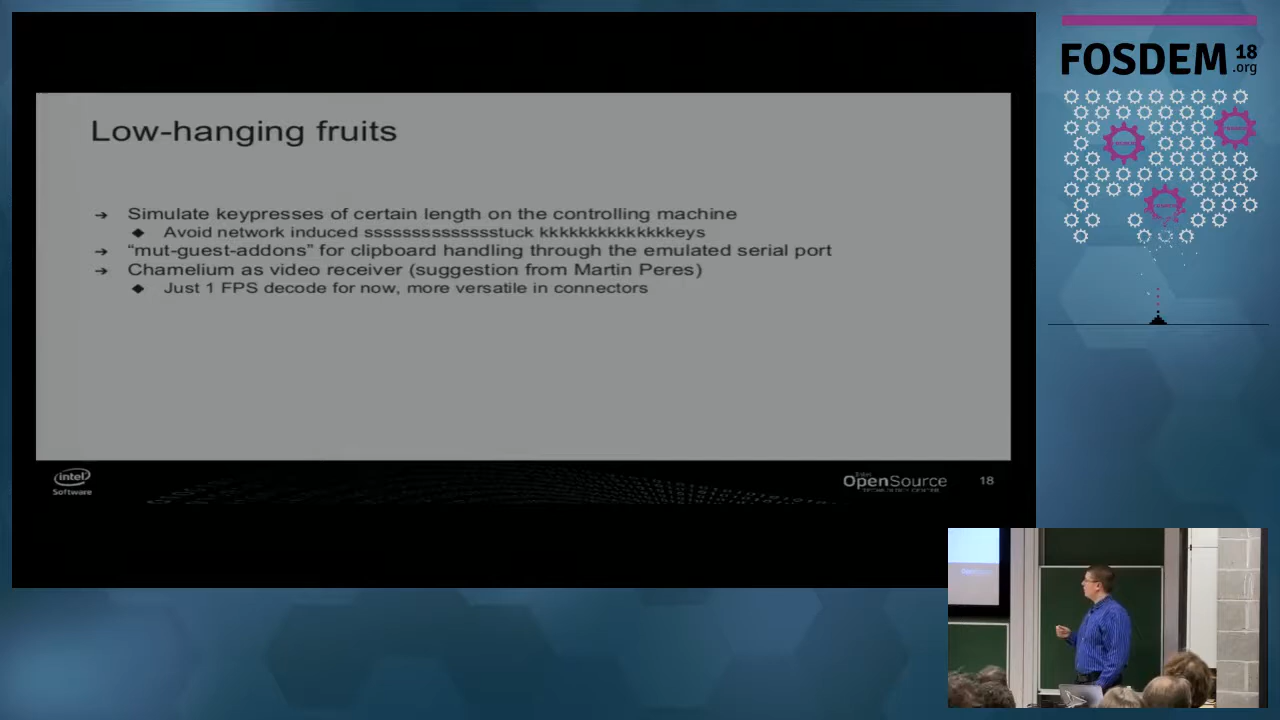 FOSDEM 18
.org
Low-hanging fruits
➔ Simulate keypresses of certain length on the controlling machine
◆ Avoid network induced sssssssssssssstuck kkkkkkkkkkkkkkeys
➔ “mut-guest-addons” for clipboard handling through the emulated serial port
➔ Chamelium as video receiver (suggestion from Martin Peres)
◆ Just 1 FPS decode for now, more versatile in connectors
intel
Software
OpenSource
18